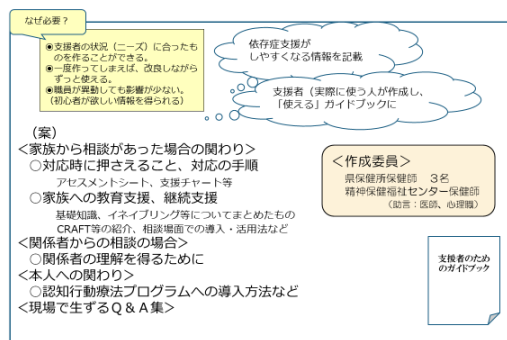 なぜ必要?
◉支援者の状況（ニーズ）に合ったも
のを作ることができる。
◉一度作ってしまえば、改良しながら
ずっと使える。
◉職員が異動しても影響が少ない。
（初心者が欲しい情報を得られる）
依存症支援が
しやすくなる情報を記載
支援者（実際に使う人が作成し、
「使える」ガイドブックに
（案）
＜家族から相談があった場合の関わり＞
○対応時に押さえること、対応の手順
アセスメントシート、支援チャート等
○家族への教育支援、継続支援
基礎知識、イネイブリング等についてまとめたもの
CRAFT等の紹介、相談場面での導入・活用法など
＜関係者からの相談の場合＞
○関係者の理解を得るために
＜本人への関わり＞
○認知行動療法プログラムへの導入方法など
＜現場で生ずるＱ＆Ａ集＞
＜作成委員＞
県保健所保健師　３名
精神保健福祉センター保健師
（助言：医師、心理職）
支援者のため
のガイドブック